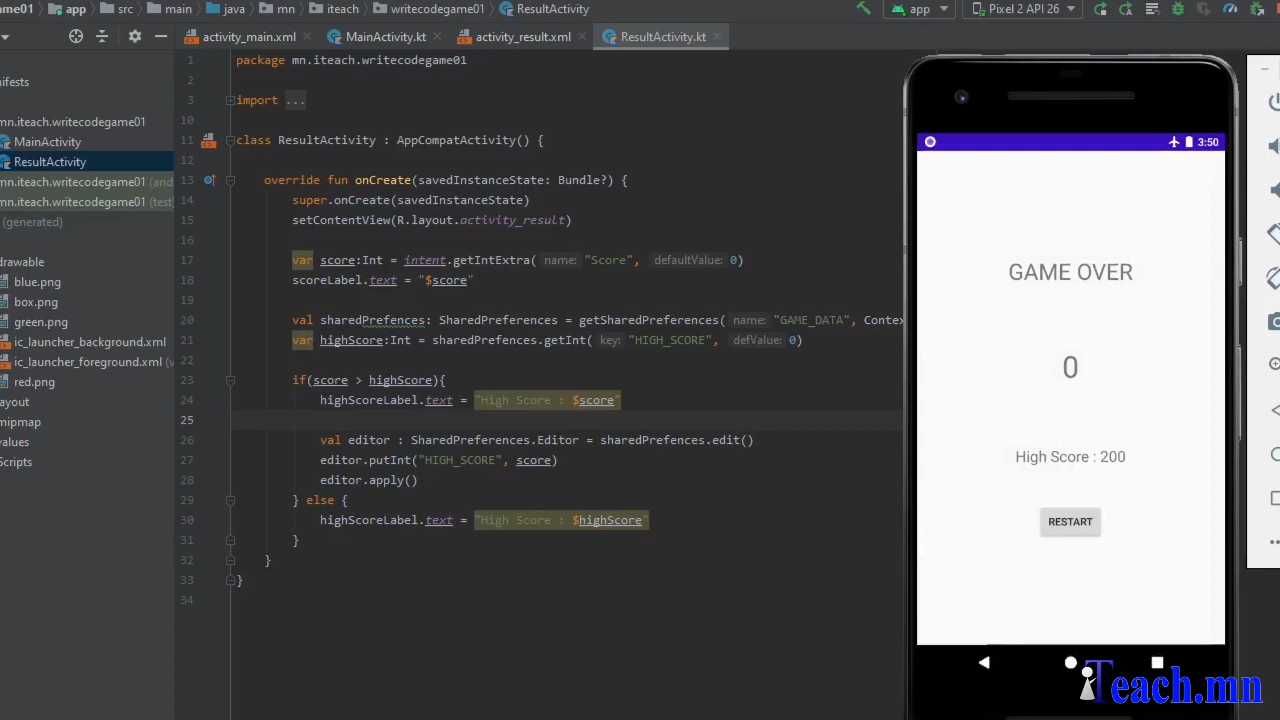 ame01 app src main java mn iteach writecodegame01 ResultActivity app Pixel 2 API 26
activity_main.xml MainActivity.kt activity_result.xml ResultActivity.kt
nifests
mn.iteach.writecodegame01
MainActivity
ResultActivity
mn.iteach.writecodegame01 (and
mn.iteach.writecodegame01 (test)
(generated)
drawable
blue.png
box.png
green.png
ic_launcher_background.xml
ic_launcher_foreground.xml (v
red.png
ayout
mipmap
values
Scripts
1 package mn.iteach.writecodegame01
2
3 import ...
10
11 class ResultActivity : AppCompatActivity() {
12
13 override fun onCreate(savedInstanceState: Bundle?) {
14 super.onCreate(savedInstanceState)
15 setContentView(R.layout.activity_result)
16
17 var score:Int = intent.getIntExtra( name: "Score", defaultValue: 0)
18 scoreLabel.text = "$score"
19
20 val sharedPrefences: SharedPreferences = getSharedPreferences( name: "GAME_DATA", Contex
21 var highScore:Int = sharedPrefences.getInt( key: "HIGH_SCORE", defValue: 0)
22
23 if(score > highScore){
24 highScoreLabel.text = "High Score : $score"
25
26 val editor : SharedPreferences.Editor = sharedPrefences.edit()
27 editor.putInt("HIGH_SCORE", score)
28 editor.apply()
29 } else {
30 highScoreLabel.text = "High Score : $highScore"
31 }
32 }
33 }
34
3:50
GAME OVER
0
High Score : 200
RESTART
iTeach.mn